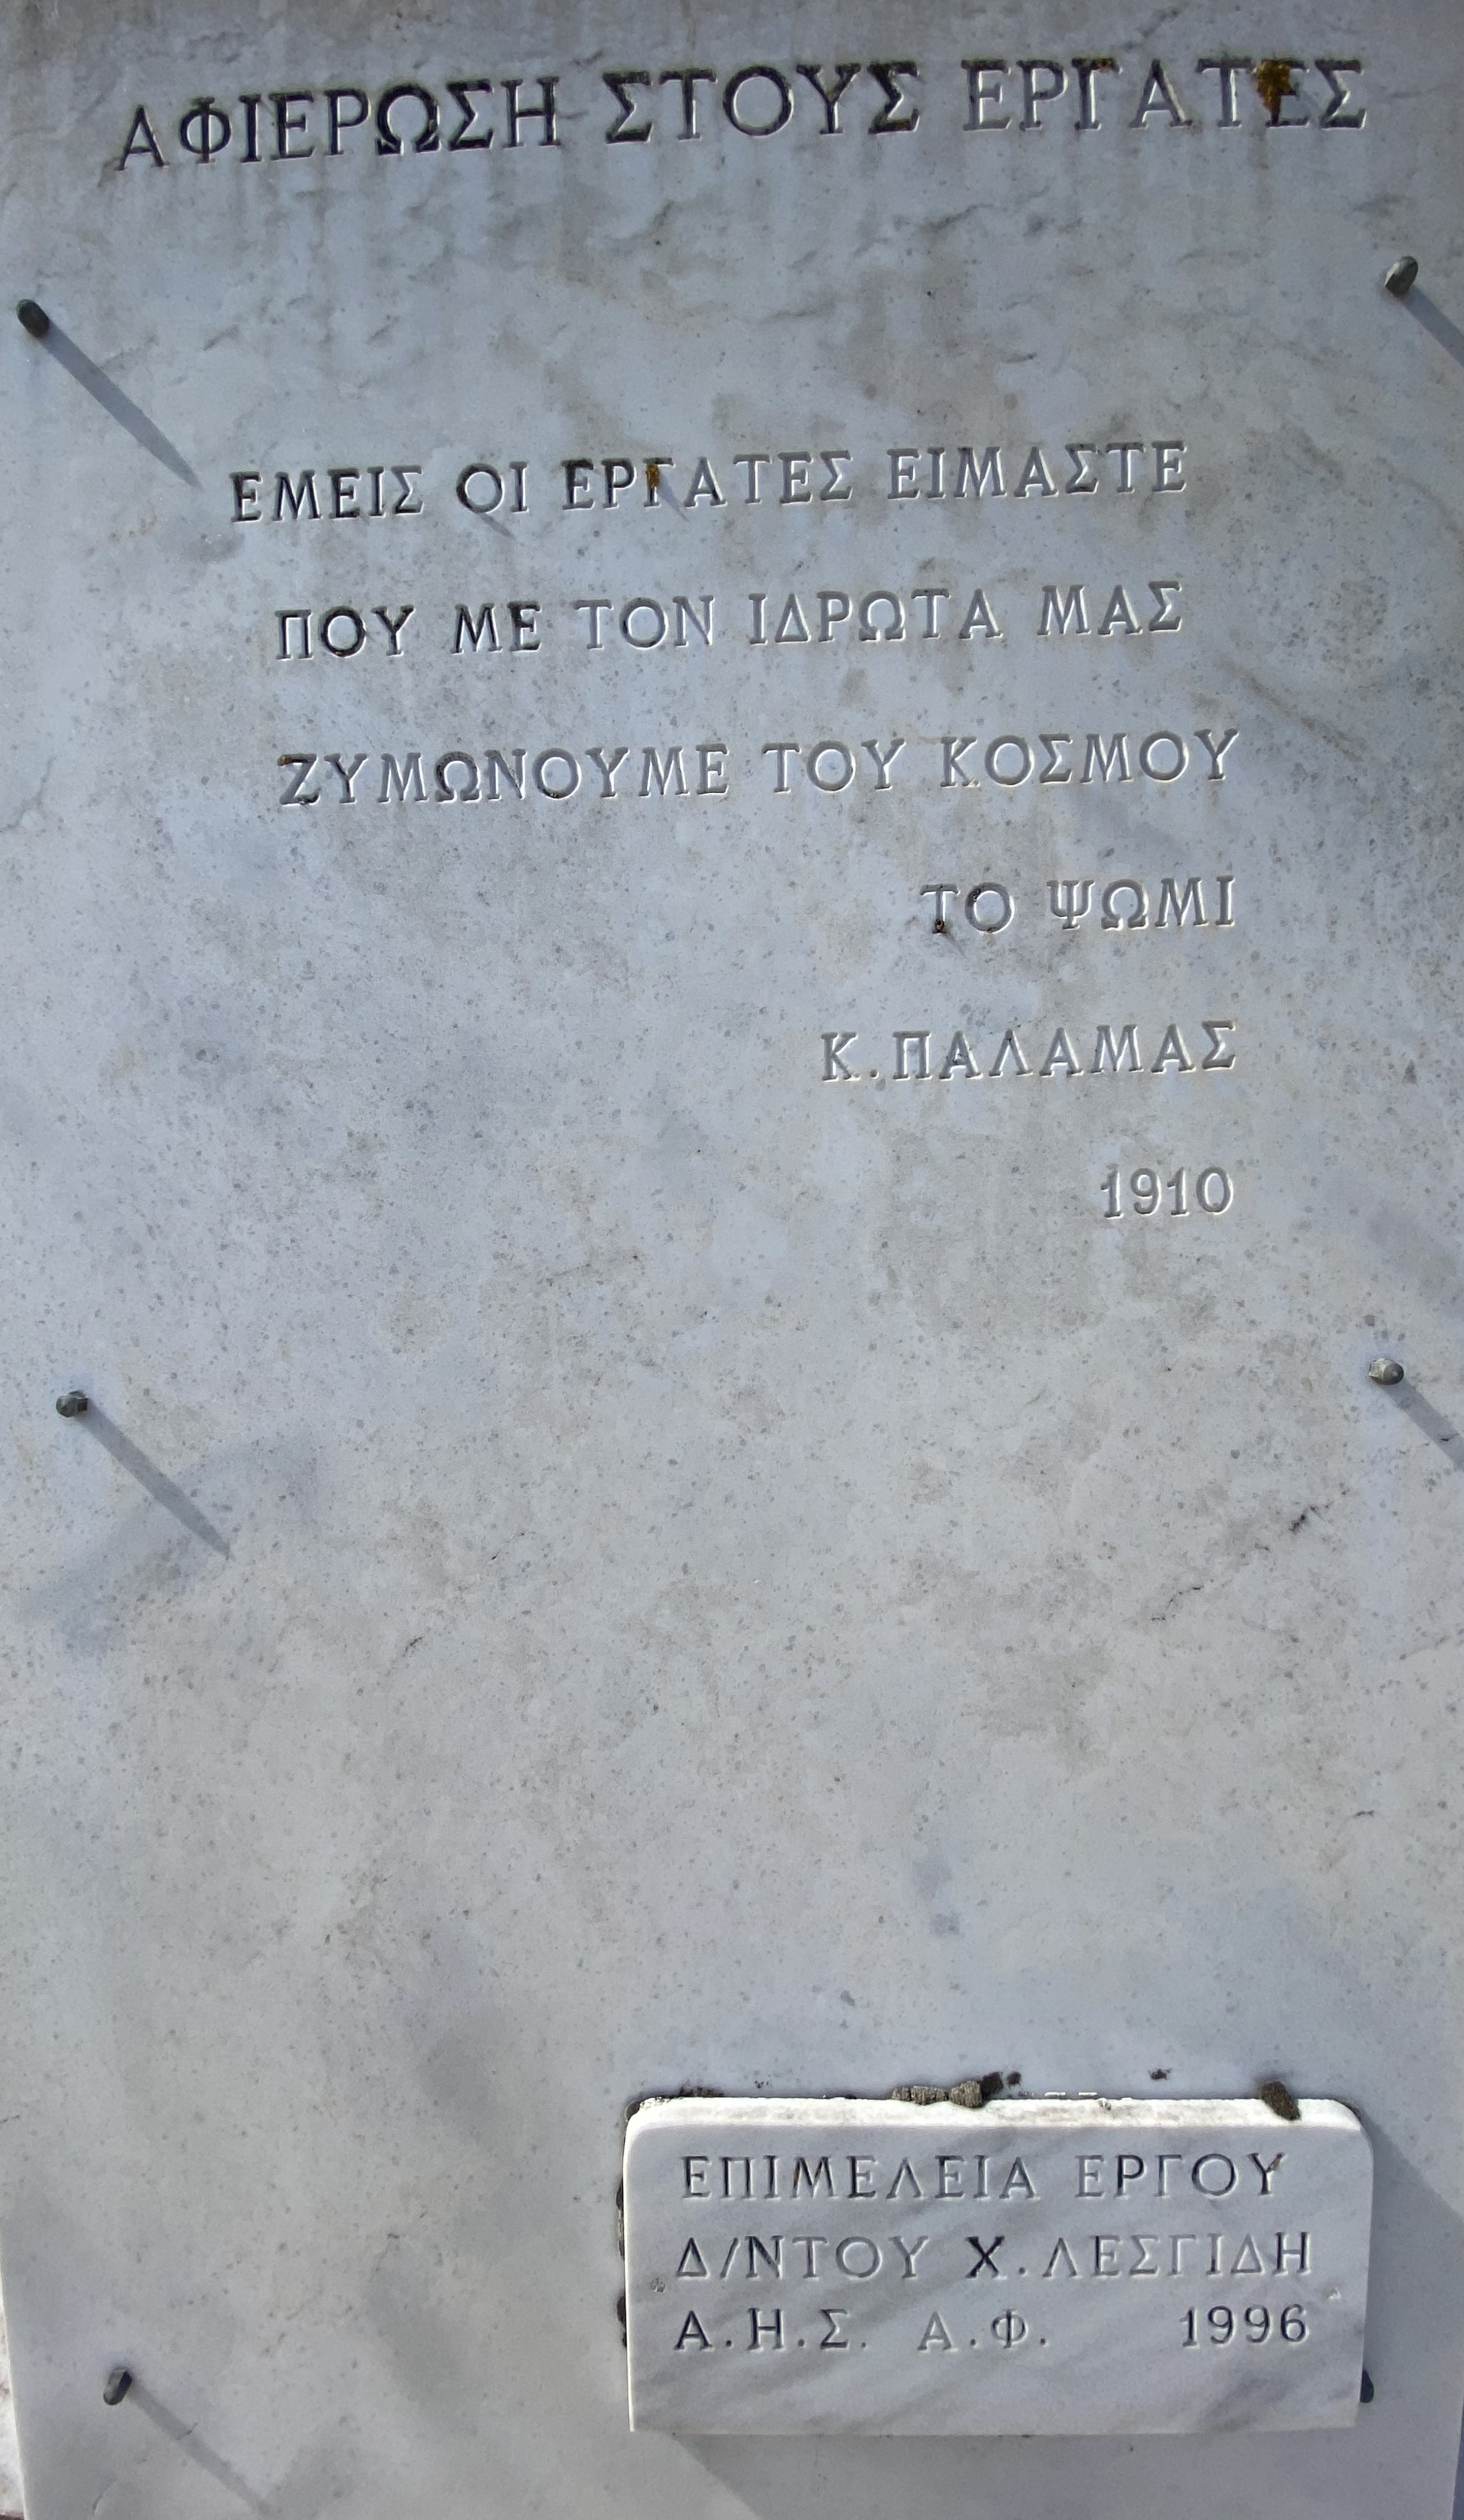 ΑΦΙΕΡΩΣΗ ΣΤΟΥΣ ΕΡΓΑΤΕΣ
ΕΜΕΙΣ ΟΙ ΕΡΓΑΤΕΣ ΕΙΜΑΣΤΕ
ΠΟΥ ΜΕ ΤΟΝ ΙΔΡΩΤΑ ΜΑΣ
ΖΥΜΩΝΟΥΜΕ ΤΟΥ ΚΟΣΜΟΥ
ΤΟ ΨΩΜΙ
Κ.ΠΑΛΑΜΑΣ
1910
ΕΠΙΜΕΛΕΙΑ ΕΡΓΟΥ
Δ/ΝΤΟΥ Χ.ΛΕΣΓΙΔΗ
Α.Η.Σ. Α.Φ. 1996